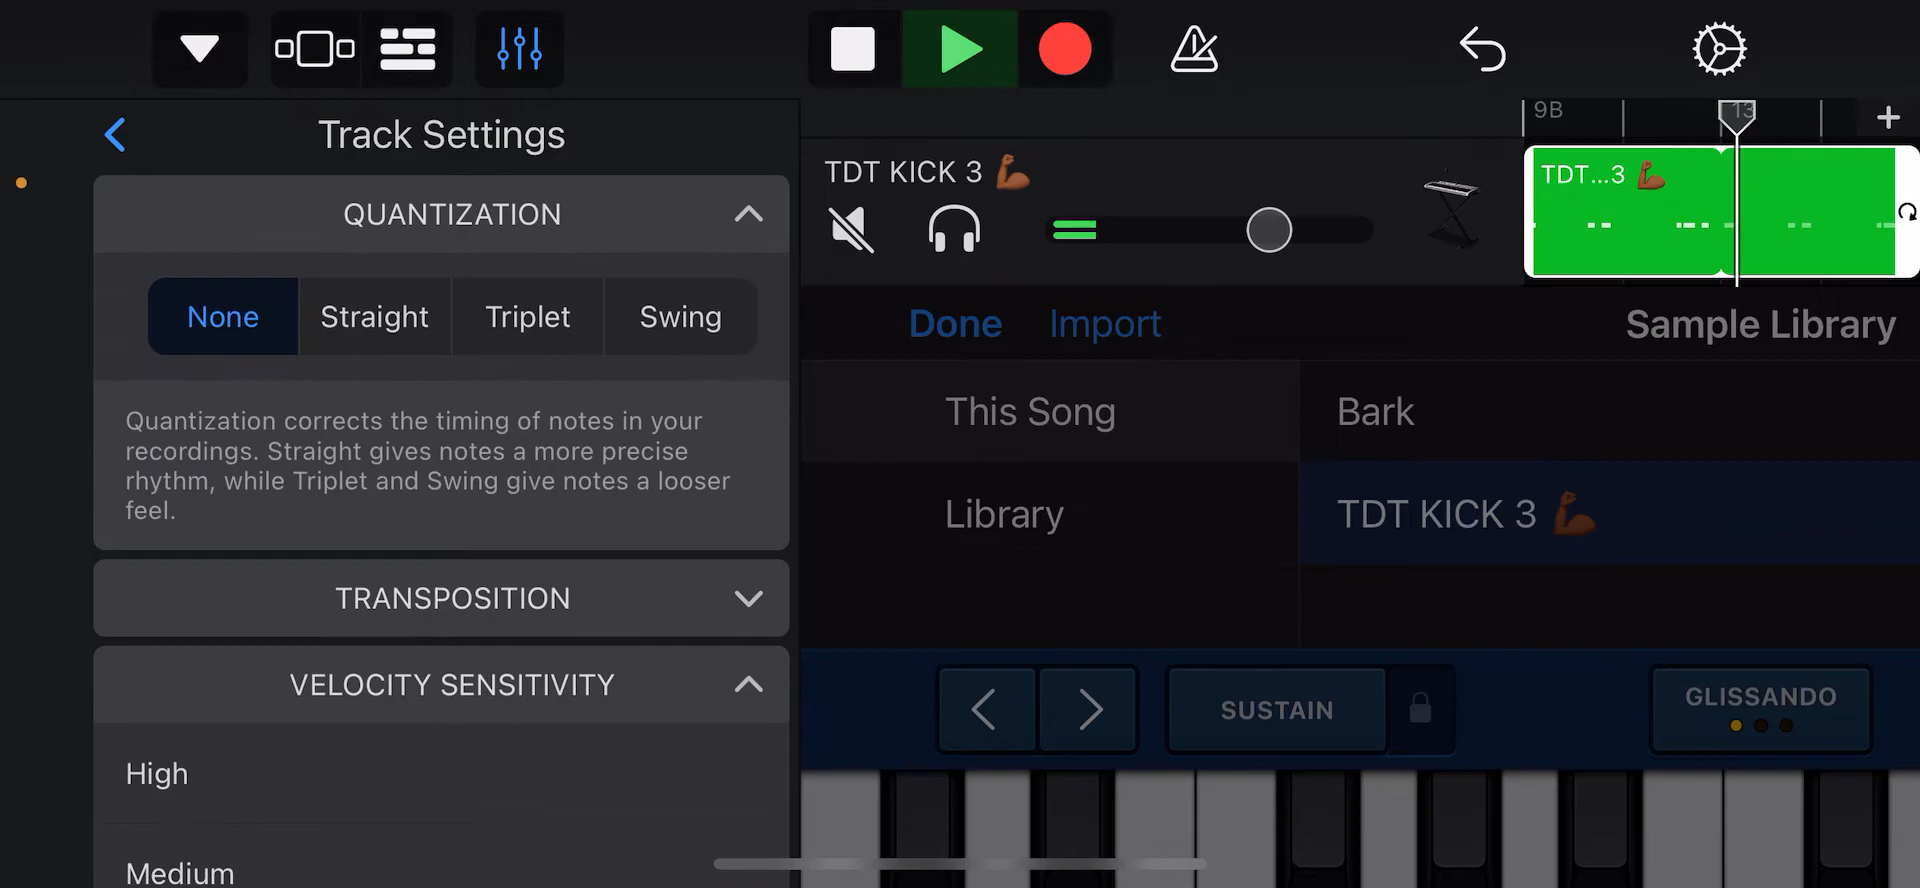 Track Settings
QUANTIZATION
None
Straight
Triplet
Swing
Quantization corrects the timing of notes in your
recordings. Straight gives notes a more precise
rhythm, while Triplet and Swing give notes a looser
feel.
TRANSPOSITION
VELOCITY SENSITIVITY
High
Medium
9B
13
TDT KICK 3 💪🏾
TDT...3 💪🏾
Done
Import
Sample Library
This Song
Bark
Library
TDT KICK 3 💪🏾
SUSTAIN
GLISSANDO